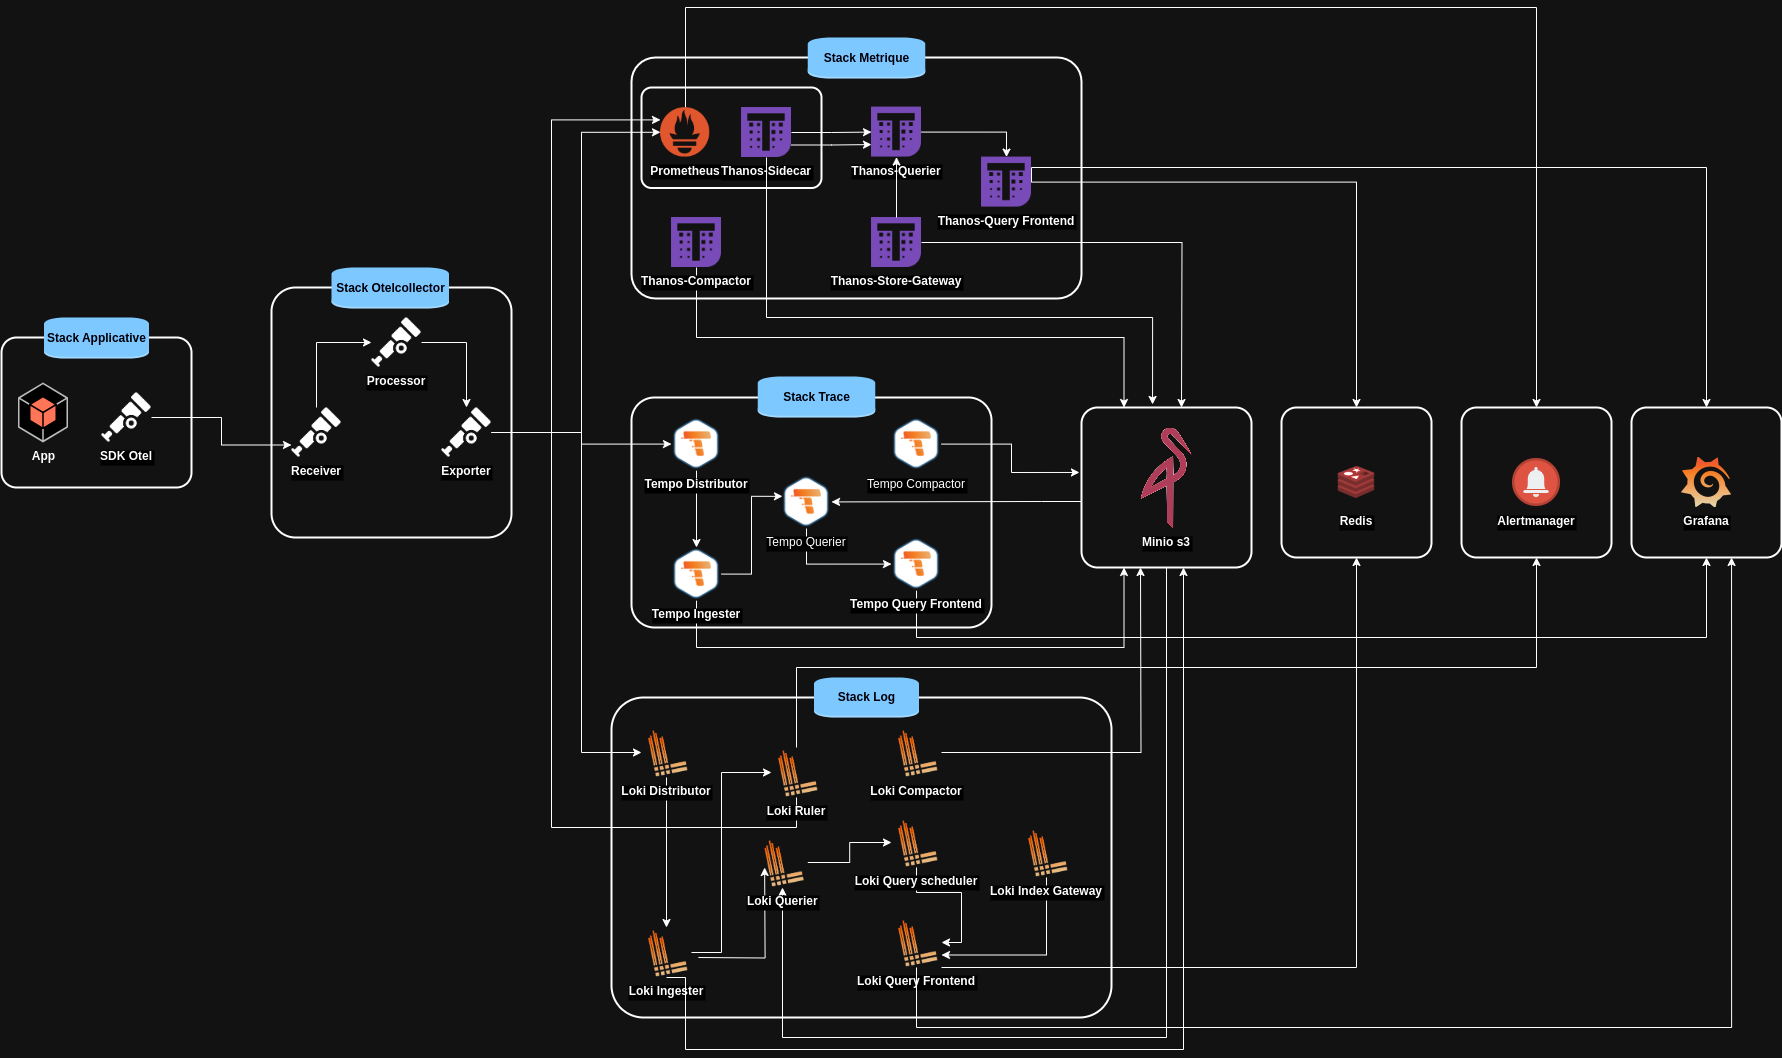 Stack Metrique
Prometheus
Thanos-Sidecar
Thanos-Querier
Thanos-Query Frontend
Thanos-Compactor
Thanos-Store-Gateway
Stack Otelcollector
Processor
Receiver
Exporter
Stack Applicative
App
SDK Otel
Stack Trace
Tempo Distributor
Tempo Compactor
Tempo Querier
Tempo Ingester
Tempo Query Frontend
Minio s3
Redis
Alertmanager
Grafana
Stack Log
Loki Distributor
Loki Ruler
Loki Compactor
Loki Querier
Loki Query scheduler
Loki Index Gateway
Loki Ingester
Loki Query Frontend